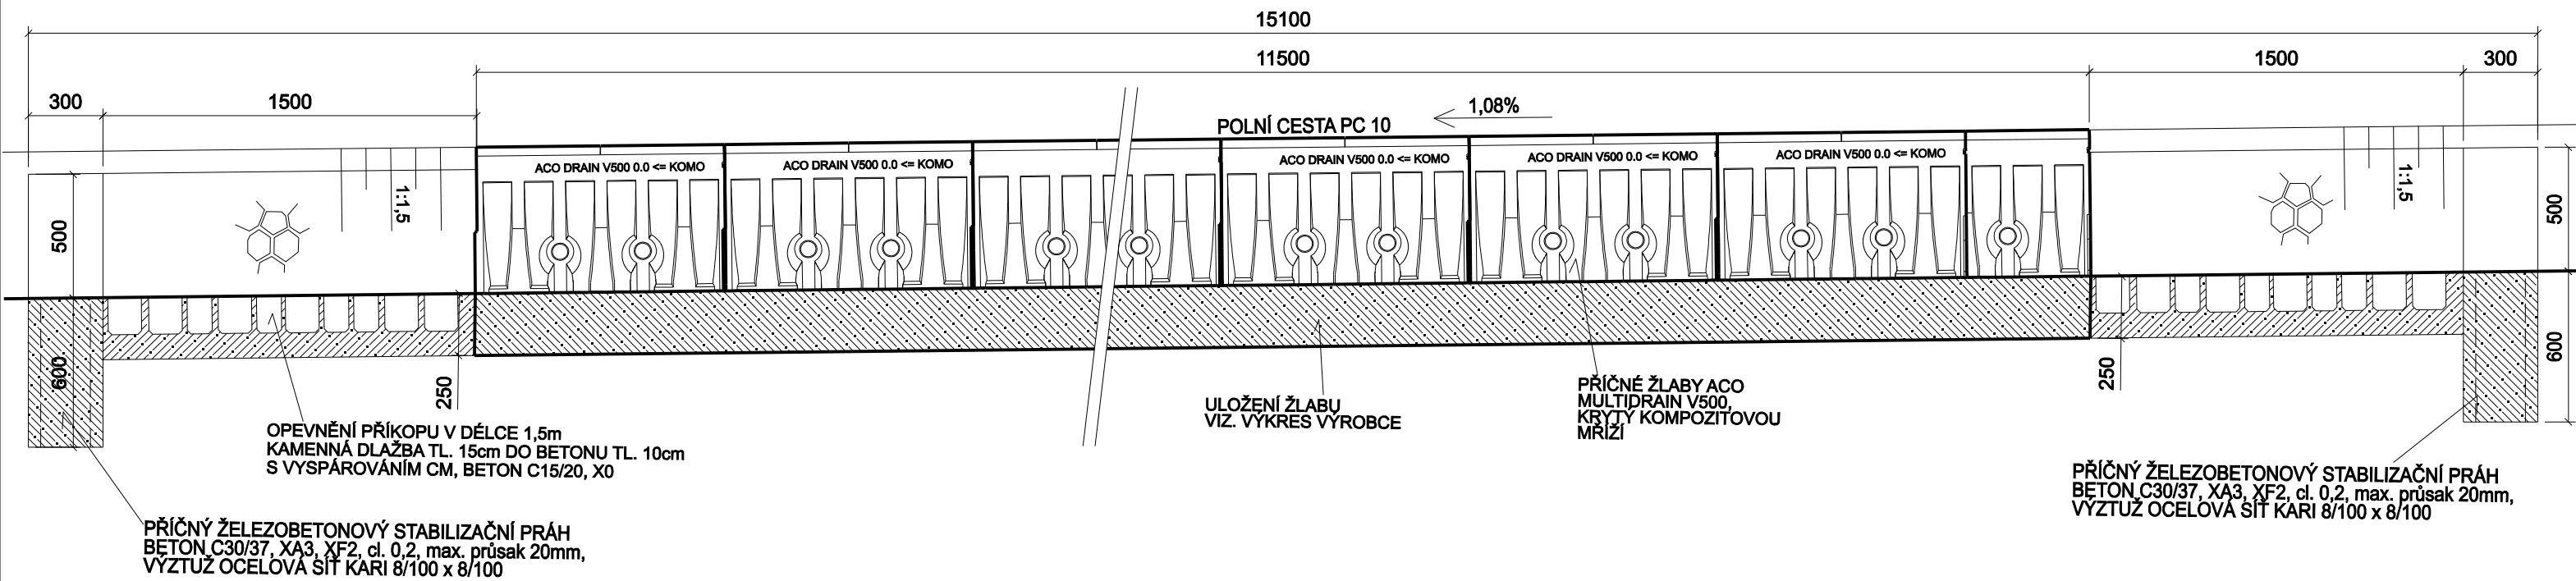 15100
11500
1500
300
300
1500
1,08%
POLNÍ CESTA PC 10
ACO DRAIN V500 0.0 <= KOMO
ACO DRAIN V500 0.0 <= KOMO
ACO DRAIN V500 0.0 <= KOMO
ACO DRAIN V500 0.0 <= KOMO
ACO DRAIN V500 0.0 <= KOMO
1:1,5
1:1,5
500
500
600
600
250
250
OPEVNĚNÍ PŘÍKOPU V DÉLCE 1,5m
KAMENNÁ DLAŽBA TL. 15cm DO BETONU TL. 10cm
S VYSPÁROVÁNÍM CM, BETON C15/20, X0
ULOŽENÍ ŽLABU
VIZ. VÝKRES VÝROBCE
PŘÍČNÉ ŽLABY ACO
MULTIDRAIN V500,
KRYTÝ KOMPOZITOVOU
MŘÍŽÍ
PŘÍČNÝ ŽELEZOBETONOVÝ STABILIZAČNÍ PRÁH
BETON C30/37, XA3, XF2, cl. 0,2, max. průsak 20mm,
VÝZTUŽ OCELOVÁ SÍŤ KARI 8/100 x 8/100
PŘÍČNÝ ŽELEZOBETONOVÝ STABILIZAČNÍ PRÁH
BETON C30/37, XA3, XF2, cl. 0,2, max. průsak 20mm,
VÝZTUŽ OCELOVÁ SÍŤ KARI 8/100 x 8/100